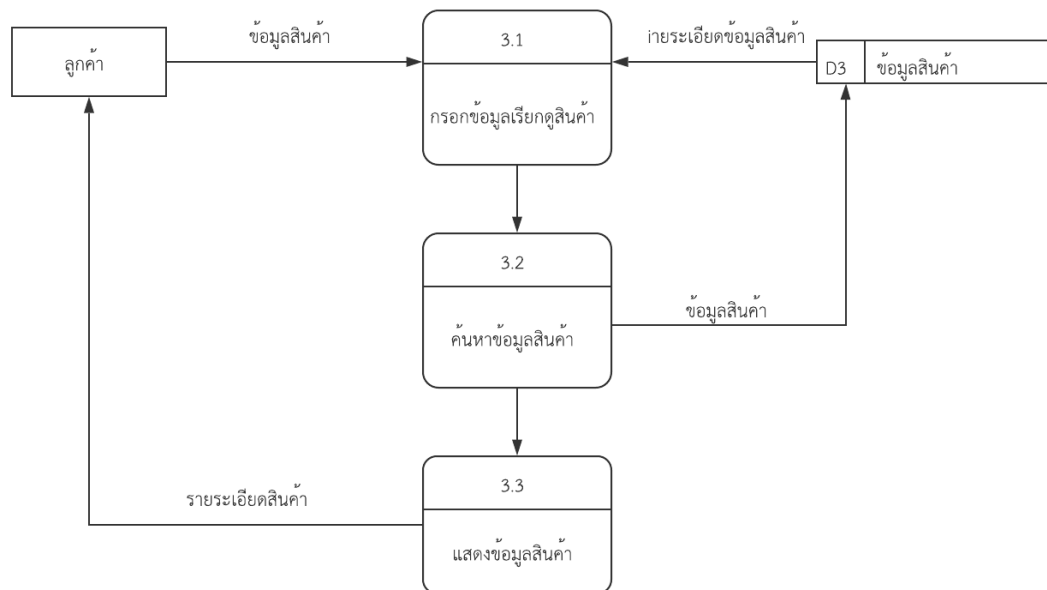 ลูกค้า
ข้อมูลสินค้า
3.1
กรอกข้อมูลเรียกดูสินค้า
่ายระเอียดข้อมูลสินค้า
D3
ข้อมูลสินค้า
3.2
ค้นหาข้อมูลสินค้า
ข้อมูลสินค้า
3.3
แสดงข้อมูลสินค้า
รายระเอียดสินค้า